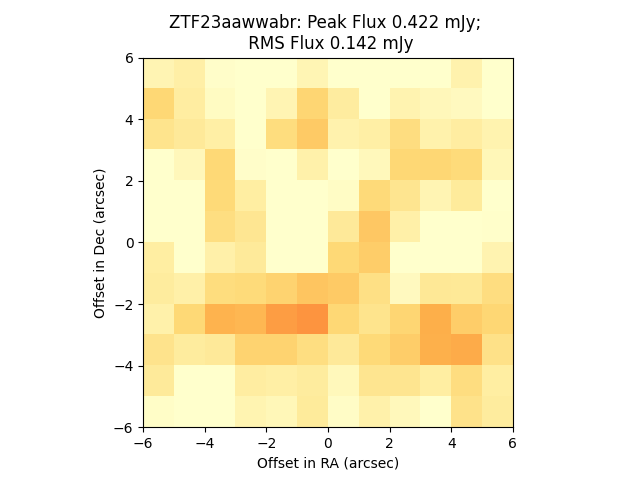 ZTF23aawwabr: Peak Flux 0.422 mJy;
RMS Flux 0.142 mJy
6
4
2
0
−2
−4
−6
Offset in Dec (arcsec)
−6 −4 −2 0 2 4 6
Offset in RA (arcsec)